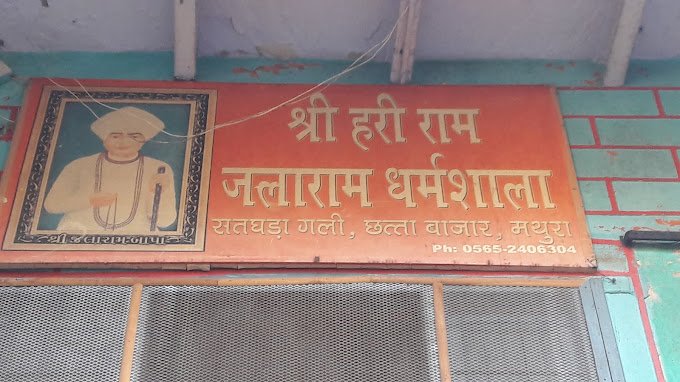 श्री हरी राम
जलाराम धर्मशाला
सतघड़ा गली, छत्ता बाजार, मथुरा
Ph: 0565-2406304
श्री जलाराम बापा